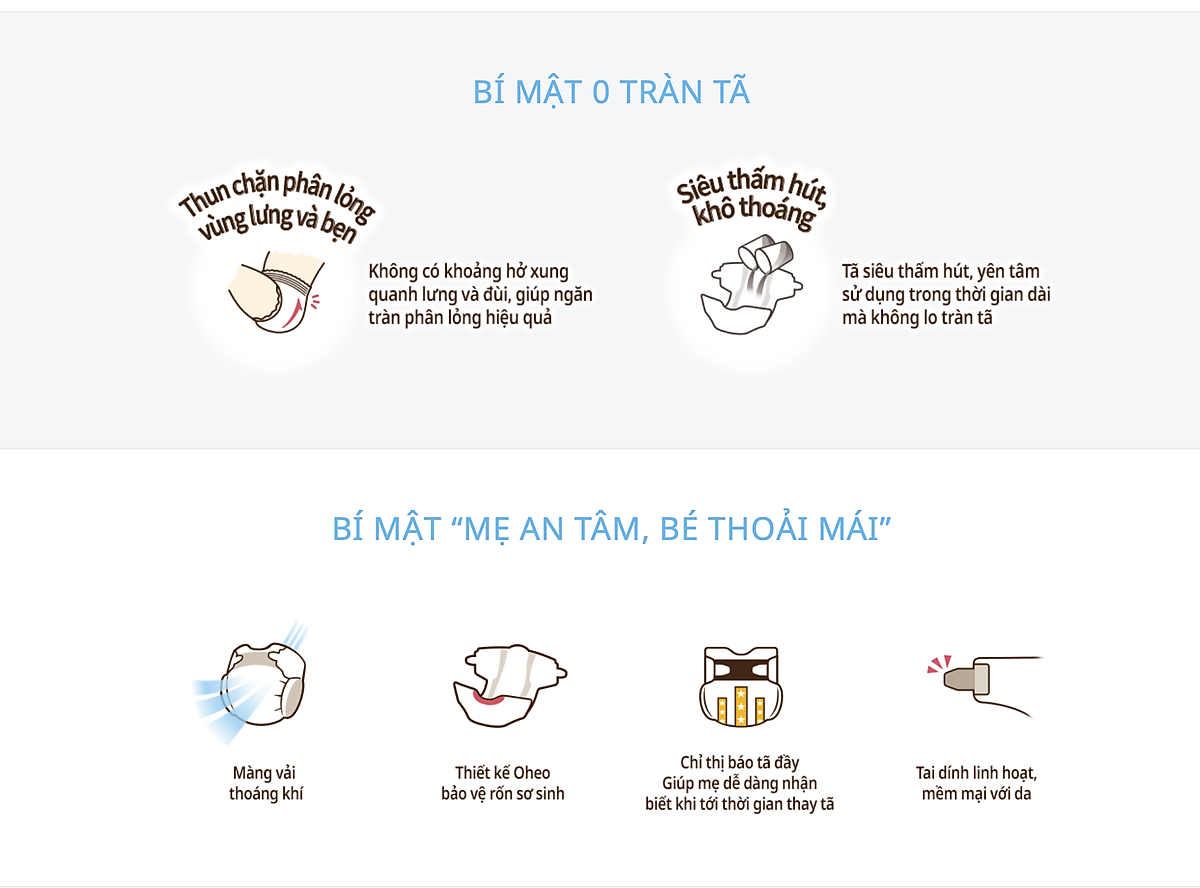 BÍ MẬT 0 TRÀN TÃ
Thun chặn phân lỏng
vùng lưng và bẹn
Không có khoảng hở xung
quanh lưng và đùi, giúp ngăn
tràn phân lỏng hiệu quả
Siêu thấm hút,
khô thoáng
Tã siêu thấm hút, yên tâm
sử dụng trong thời gian dài
mà không lo tràn tã
BÍ MẬT “MẸ AN TÂM, BÉ THOẢI MÁI”
Màng vải
thoáng khí
Thiết kế Oheo
bảo vệ rốn sơ sinh
Chỉ thị báo tã đầy
Giúp mẹ dễ dàng nhận
biết khi tới thời gian thay tã
Tai dính linh hoạt,
mềm mại với da